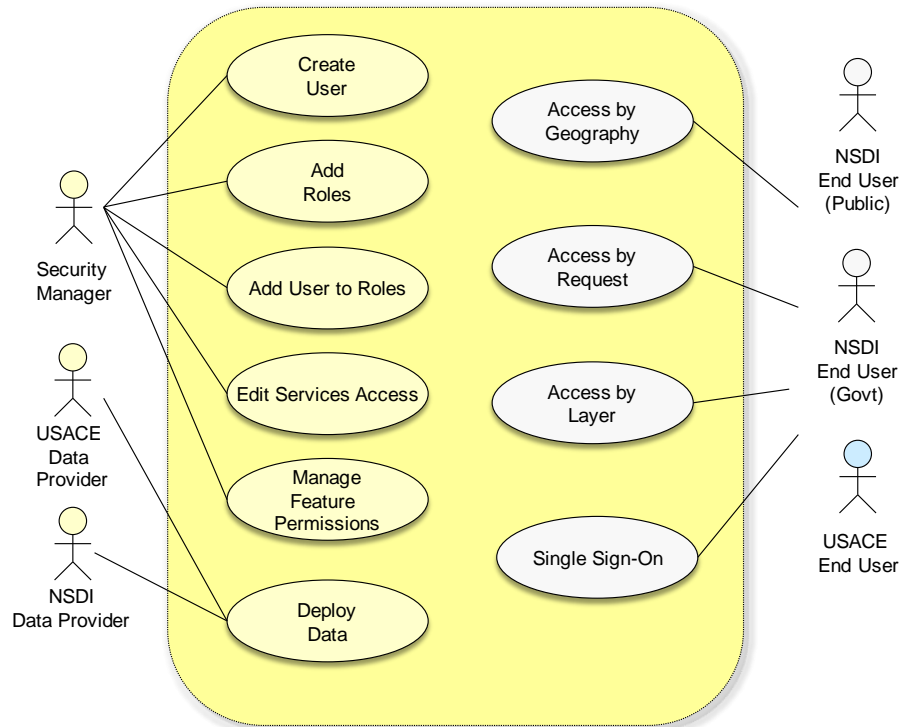 Create
User
Add
Roles
Add User to Roles
Edit Services Access
Manage
Feature
Permissions
Deploy
Data
Access by
Geography
Access by
Request
Access by
Layer
Single Sign-On
Security
Manager
USACE
Data
Provider
NSDI
Data Provider
NSDI
End User
(Public)
NSDI
End User
(Govt)
USACE
End User